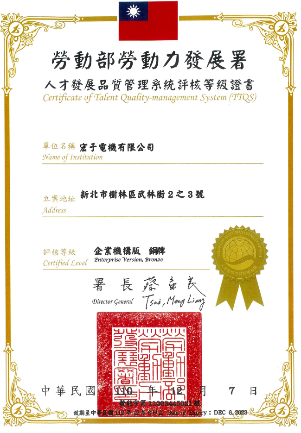 勞動部勞動力發展署
人才發展品質管理系統評核等級證書
Certificate of Talent Quality-management System (TTQS)
單位名稱 宏于電機有限公司
Name of Institution
立案地址 新北市樹林區武林街2之3號
Address
評核等級 企業機構版 銅牌
Certified Level Enterprise Version, Bronze
署長 蔡孟良
Director General Tsai, Meng Liang
中華民國 110 年 12 月 7 日